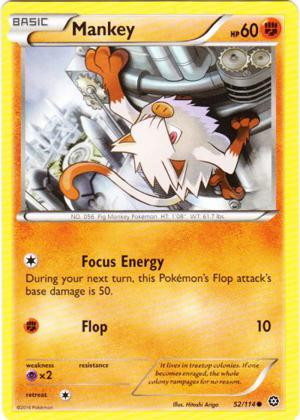 BASIC
Mankey
HP60
NO. 056 Pig Monkey Pokémon HT: 1'08" WT: 61.7 lbs.
Focus Energy
During your next turn, this Pokémon's Flop attack's
base damage is 50.
Flop 10
weakness resistance
×2
retreat
It lives in treetop colonies. If one
becomes enraged, the whole
colony rampages for no reason.
Illus. Hitoshi Ariga
52/114
©2016 Pokémon